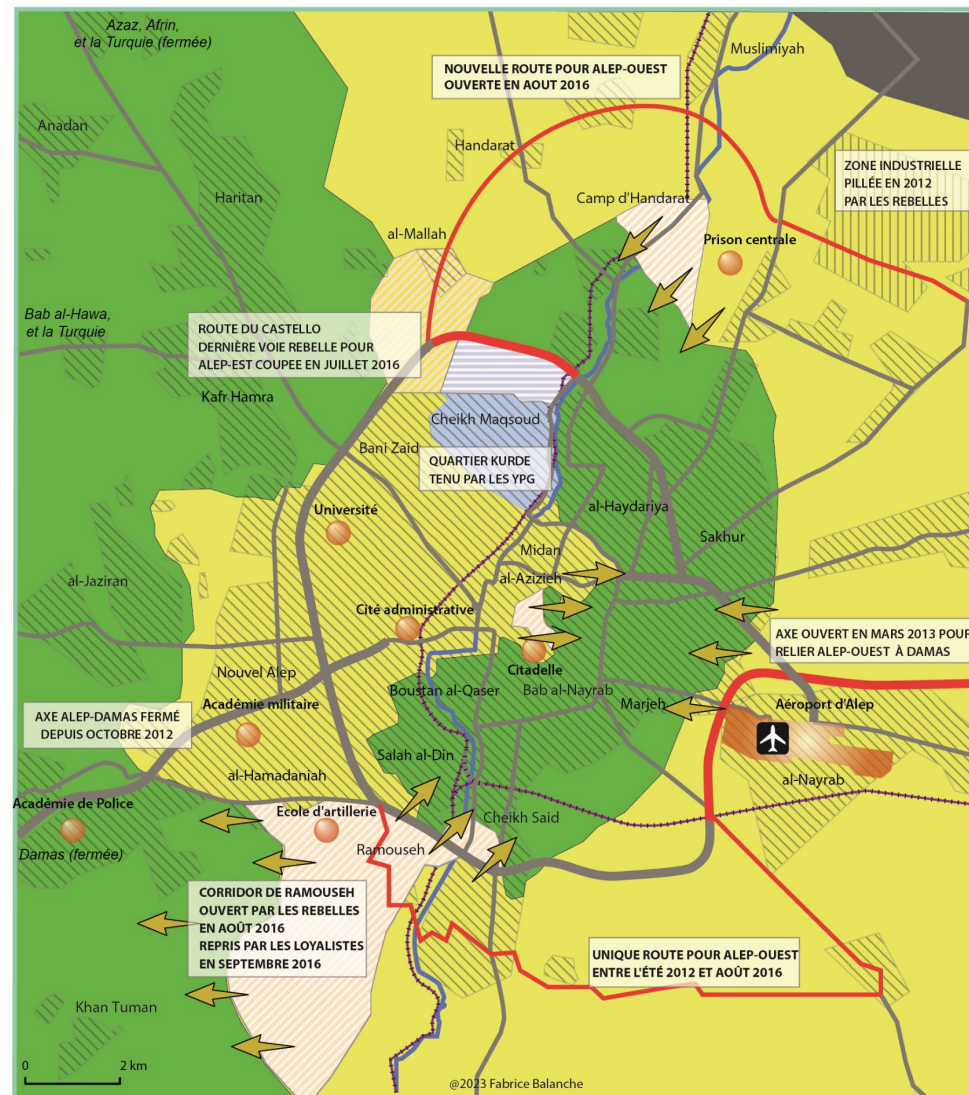 Azaz, Afrin,
et la Turquie (fermée)
Muslimiyah
NOUVELLE ROUTE POUR ALEP-OUEST
OUVERTE EN AOUT 2016
Anadan
Handarat
ZONE INDUSTRIELLE
PILLÉE EN 2012
PAR LES REBELLES
Haritan
Camp d'Handarat
al-Mallah
Prison centrale
Bab al-Hawa,
et la Turquie
ROUTE DU CASTELLO
DERNIÈRE VOIE REBELLE POUR
ALEP-EST COUPEE EN JUILLET 2016
Kafr Hamra
Cheikh Maqsoud
Bani Zaid
QUARTIER KURDE
TENU PAR LES YPG
al-Haydariya
Université
Sakhur
Midan
al-Azizieh
al-Jaziran
Cité administrative
AXE OUVERT EN MARS 2013 POUR
RELIER ALEP-OUEST À DAMAS
Citadelle
Nouvel Alep
Boustan al-Qaser
Bab al-Nayrab
Marjeh
Académie militaire
Aéroport d'Alep
AXE ALEP-DAMAS FERMÉ
DEPUIS OCTOBRE 2012
Salah al-Din
al-Hamadaniah
al-Nayrab
Académie de Police
Ecole d'artillerie
Cheikh Said
Damas (fermée)
Ramouseh
CORRIDOR DE RAMOUSEH
OUVERT PAR LES REBELLES
EN AOÛT 2016
REPRIS PAR LES LOYALISTES
EN SEPTEMBRE 2016
UNIQUE ROUTE POUR ALEP-OUEST
ENTRE L'ÉTÉ 2012 ET AOÛT 2016
Khan Tuman
0 2 km
@2023 Fabrice Balanche